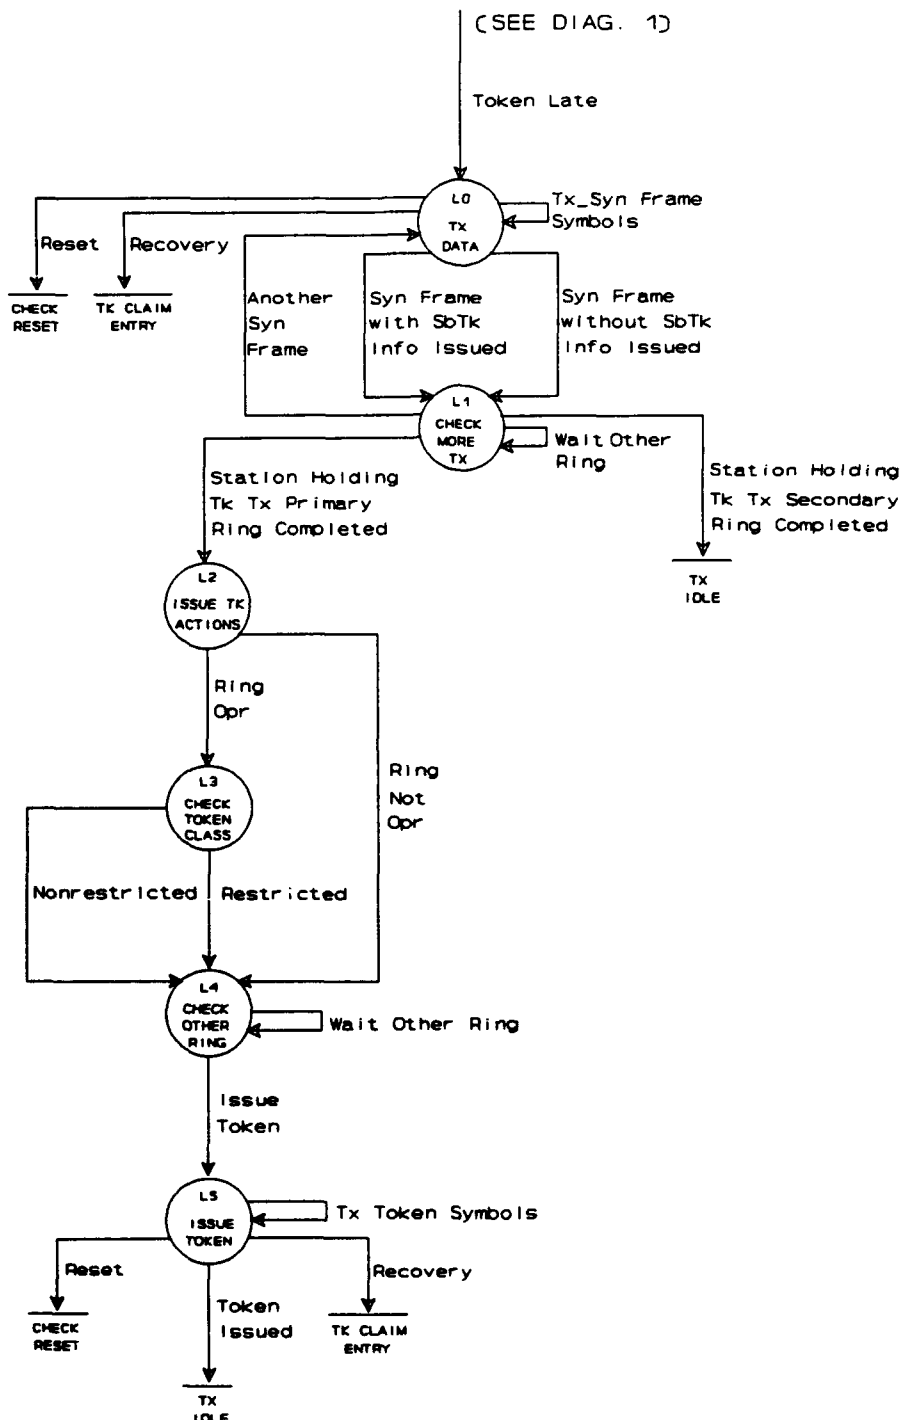 (SEE DIAG. 1)
Token Late
L0
TX
DATA
Tx_Syn Frame
Symbols
Reset
Recovery
CHECK
RESET
TK CLAIM
ENTRY
Another
Syn
Frame
Syn Frame
with SbTk
Info Issued
Syn Frame
without SbTk
Info Issued
L1
CHECK
MORE
TX
Wait Other
Ring
Station Holding
Tk Tx Primary
Ring Completed
Station Holding
Tk Tx Secondary
Ring Completed
TX
IDLE
L2
ISSUE TK
ACTIONS
Ring
Opr
Ring
Not
Opr
L3
CHECK
TOKEN
CLASS
Nonrestricted
Restricted
L4
CHECK
OTHER
RING
Wait Other Ring
Issue
Token
L5
ISSUE
TOKEN
Tx Token Symbols
Reset
Recovery
Token
Issued
CHECK
RESET
TK CLAIM
ENTRY
TX
IDLE